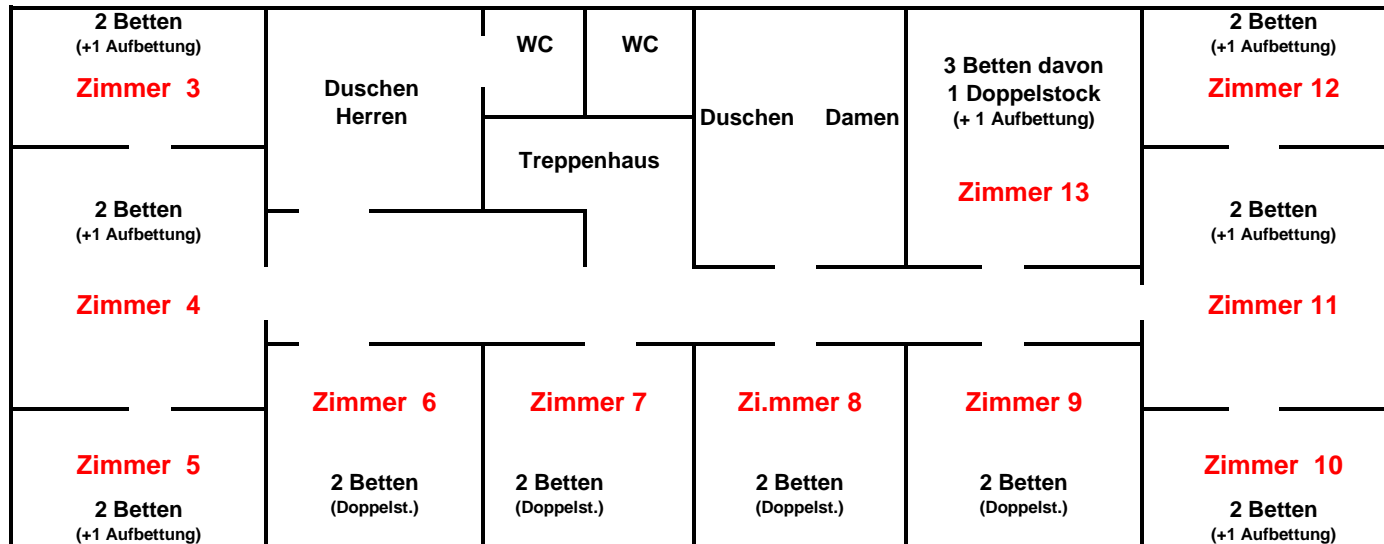 2 Betten
(+1 Aufbettung)
Zimmer 3
Duschen
Herren
WC
WC
Treppenhaus
Duschen Damen
3 Betten davon
1 Doppelstock
(+ 1 Aufbettung)
Zimmer 13
2 Betten
(+1 Aufbettung)
Zimmer 12
2 Betten
(+1 Aufbettung)
Zimmer 4
2 Betten
(+1 Aufbettung)
Zimmer 11
Zimmer 5
2 Betten
(+1 Aufbettung)
Zimmer 6
2 Betten
(Doppelst.)
Zimmer 7
2 Betten
(Doppelst.)
Zi.mmer 8
2 Betten
(Doppelst.)
Zimmer 9
2 Betten
(Doppelst.)
Zimmer 10
2 Betten
(+1 Aufbettung)